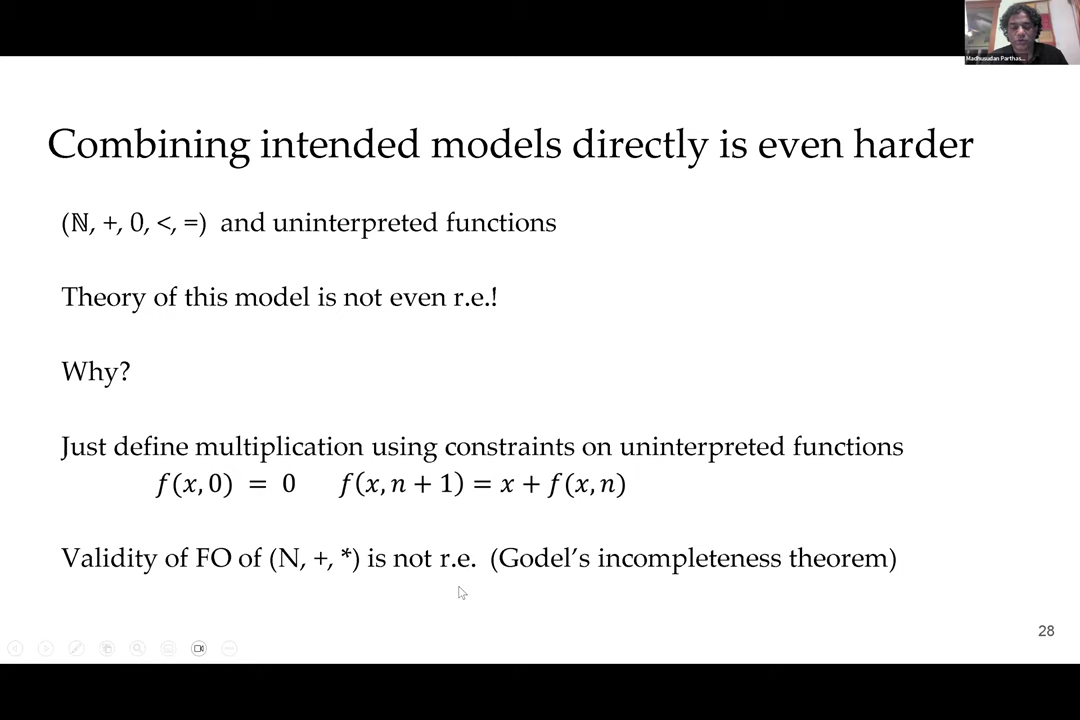 Madhusudan Parthas...
Combining intended models directly is even harder
(ℕ, +, 0, <, =) and uninterpreted functions
Theory of this model is not even r.e.!
Why?
Just define multiplication using constraints on uninterpreted functions
f(x, 0) = 0 f(x, n + 1) = x + f(x, n)
Validity of FO of (N, +, *) is not r.e. (Godel’s incompleteness theorem)
28